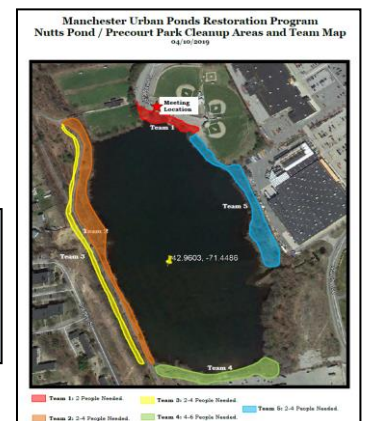 Manchester Urban Ponds Restoration Program
Nutts Pond / Precourt Park Cleanup Areas and Team Map
04/10/2019
Meeting
Location
Team 1
Team 5
Team 2
Team 3
42.9603, -71.4486
Team 4
Team 1: 2 People Needed.
Team 3: 2-4 People Needed.
Team 5: 2-4 People Needed.
Team 2: 2-4 People Needed.
Team 4: 4-6 People Needed.